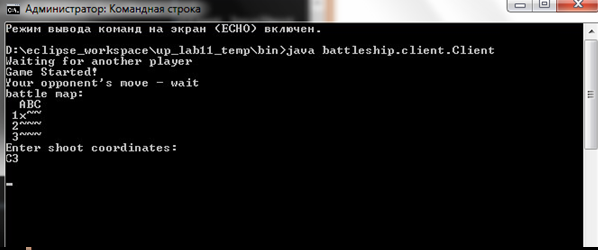 Администратор: Командная строка
Режим вывода команд на экран (ECHO) включен.
D:\eclipse_workspace\up_lab11_temp\bin>java battleship.client.Client
Waiting for another player
Game Started!
Your opponent's move - wait
battle map:
  ABC
 1x~~
 2~~~
 3~~~
Enter shoot coordinates:
C3